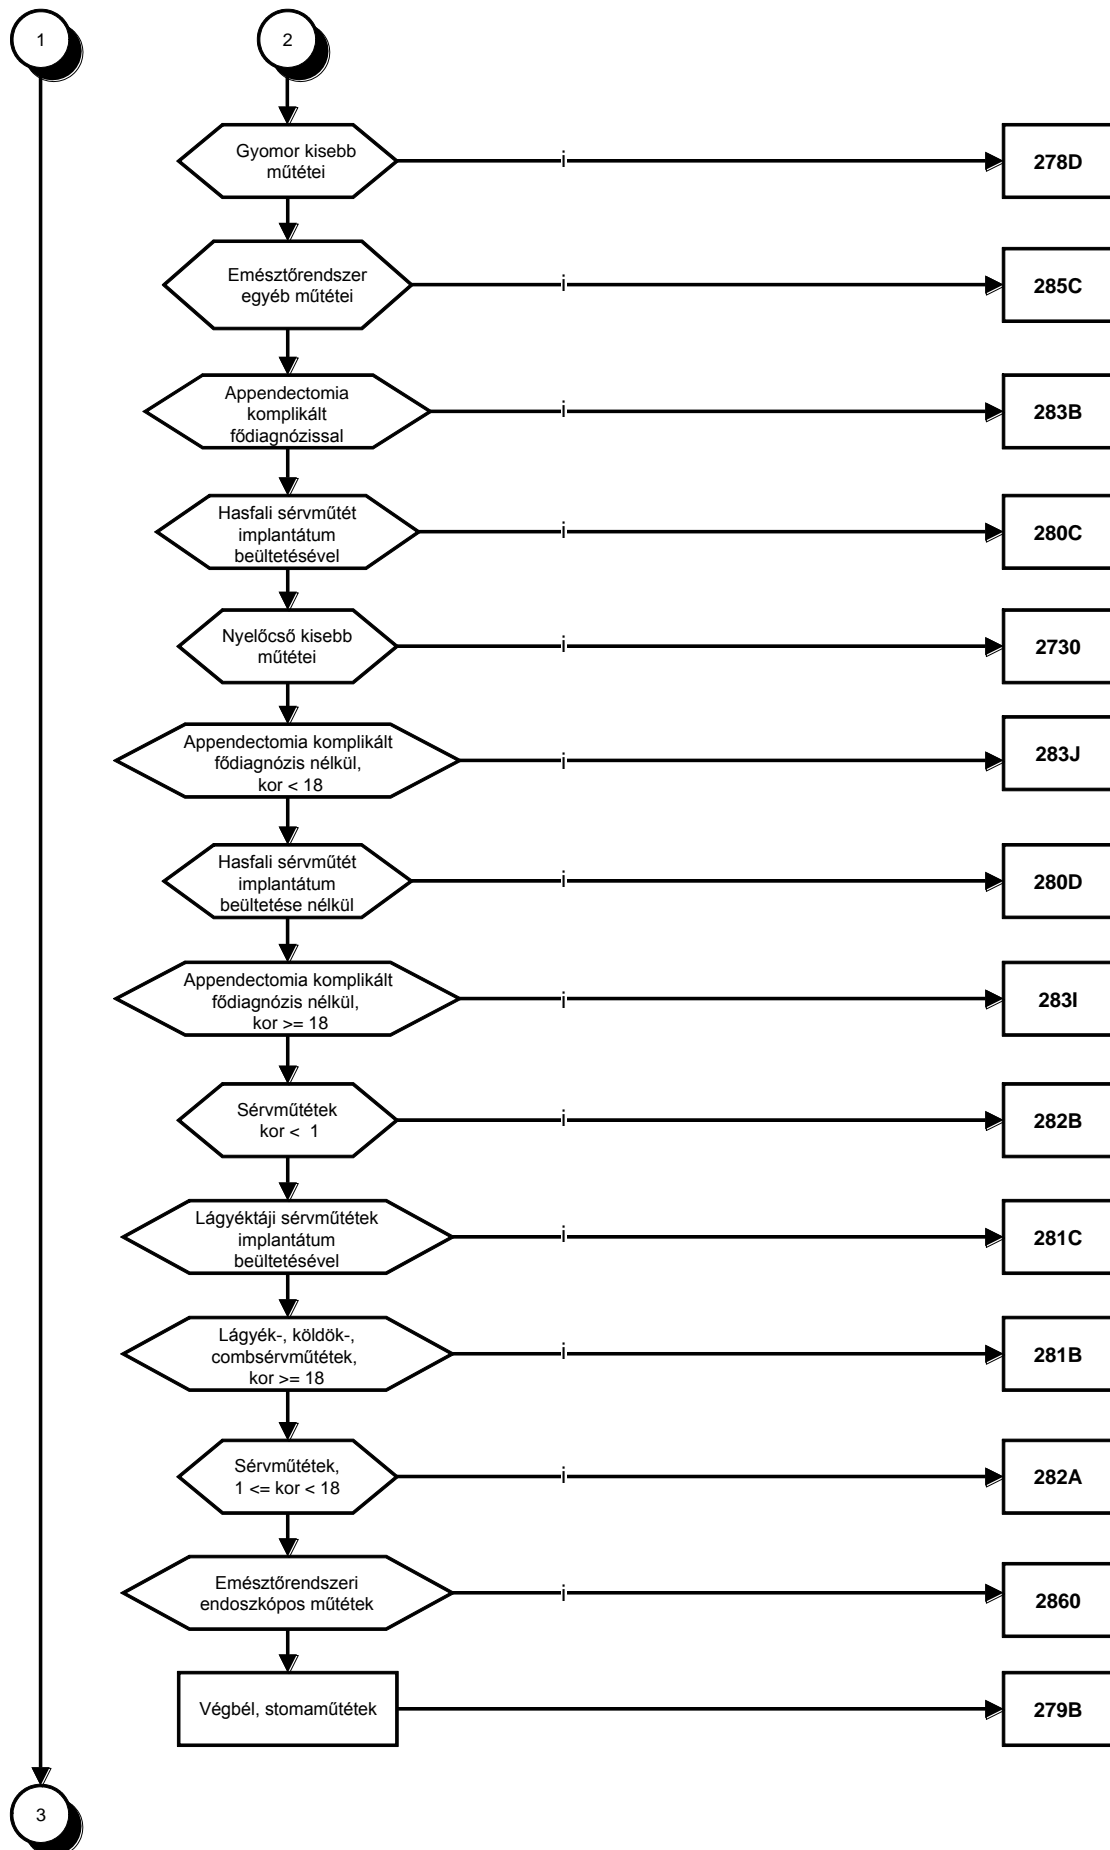 1
2
Gyomor kisebb
műtétei
i
278D
Emésztőrendszer
egyéb műtétei
i
285C
Appendectomia
komplikált
fődiagnózissal
i
283B
Hasfali sérvműtét
implantátum
beültetésével
i
280C
Nyelőcső kisebb
műtétei
i
2730
Appendectomia komplikált
fődiagnózis nélkül,
kor < 18
i
283J
Hasfali sérvműtét
implantátum
beültetése nélkül
i
280D
Appendectomia komplikált
fődiagnózis nélkül,
kor >= 18
i
283I
Sérvműtétek
kor < 1
i
282B
Lágyéktáji sérvműtétek
implantátum
beültetésével
i
281C
Lágyék-, köldök-,
combsérvműtétek,
kor >= 18
i
281B
Sérvműtétek,
1 <= kor < 18
i
282A
Emésztőrendszeri
endoszkópos műtétek
i
2860
Végbél, stomaműtétek
279B
3